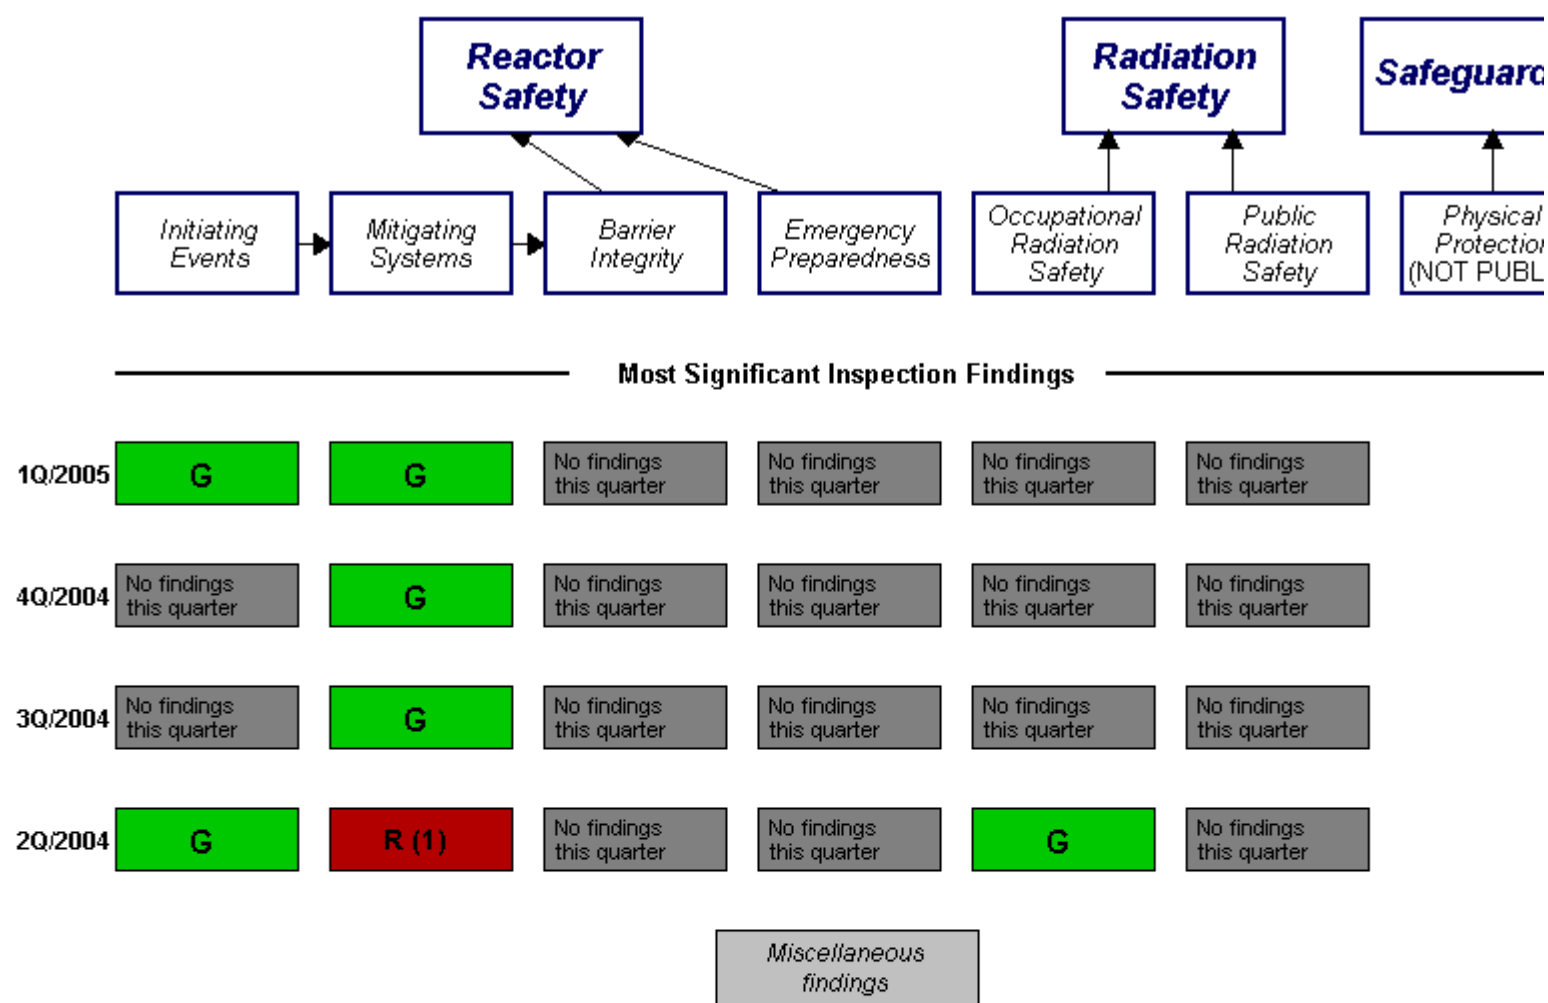 Reactor
Safety
Radiation
Safety
Safeguard
Initiating
Events
Mitigating
Systems
Barrier
Integrity
Emergency
Preparedness
Occupational
Radiation
Safety
Public
Radiation
Safety
Physical
Protection
(NOT PUBL
Most Significant Inspection Findings
1Q/2005
G
G
No findings
this quarter
No findings
this quarter
No findings
this quarter
No findings
this quarter
4Q/2004
No findings
this quarter
G
No findings
this quarter
No findings
this quarter
No findings
this quarter
No findings
this quarter
3Q/2004
No findings
this quarter
G
No findings
this quarter
No findings
this quarter
No findings
this quarter
No findings
this quarter
2Q/2004
G
R (1)
No findings
this quarter
No findings
this quarter
G
No findings
this quarter
Miscellaneous
findings